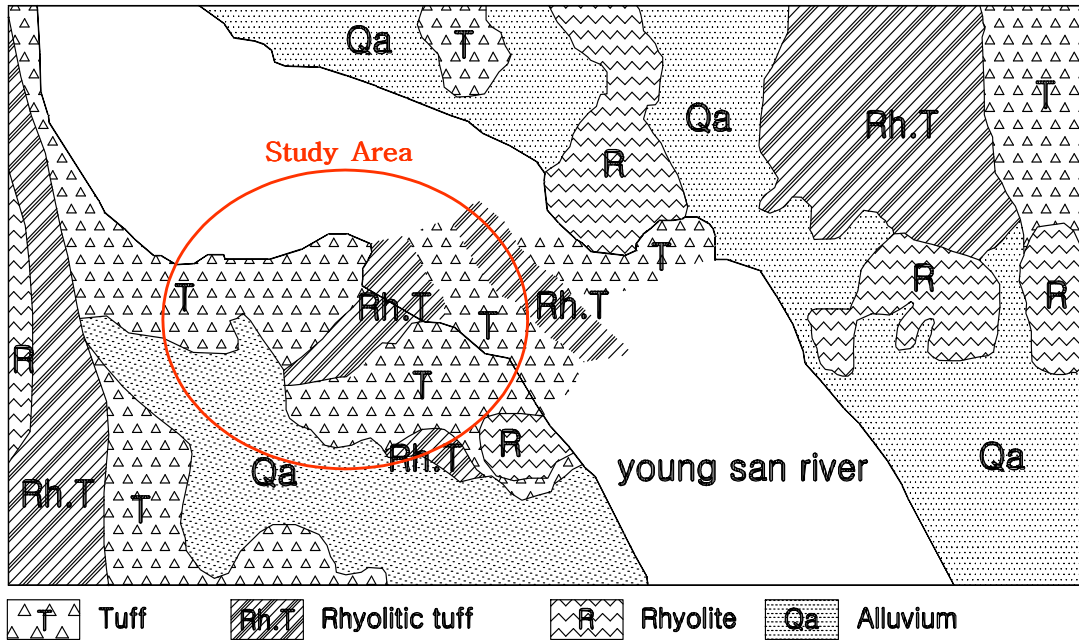 Qa
T
T
Qa
Rh.T
Study Area
R
T
R
T
Rh.T
Rh.T
R
T
R
T
R
Rh.T
Qa
young san river
Qa
Rh.T
T
T Tuff
Rh.T Rhyolitic tuff
R Rhyolite
Qa Alluvium